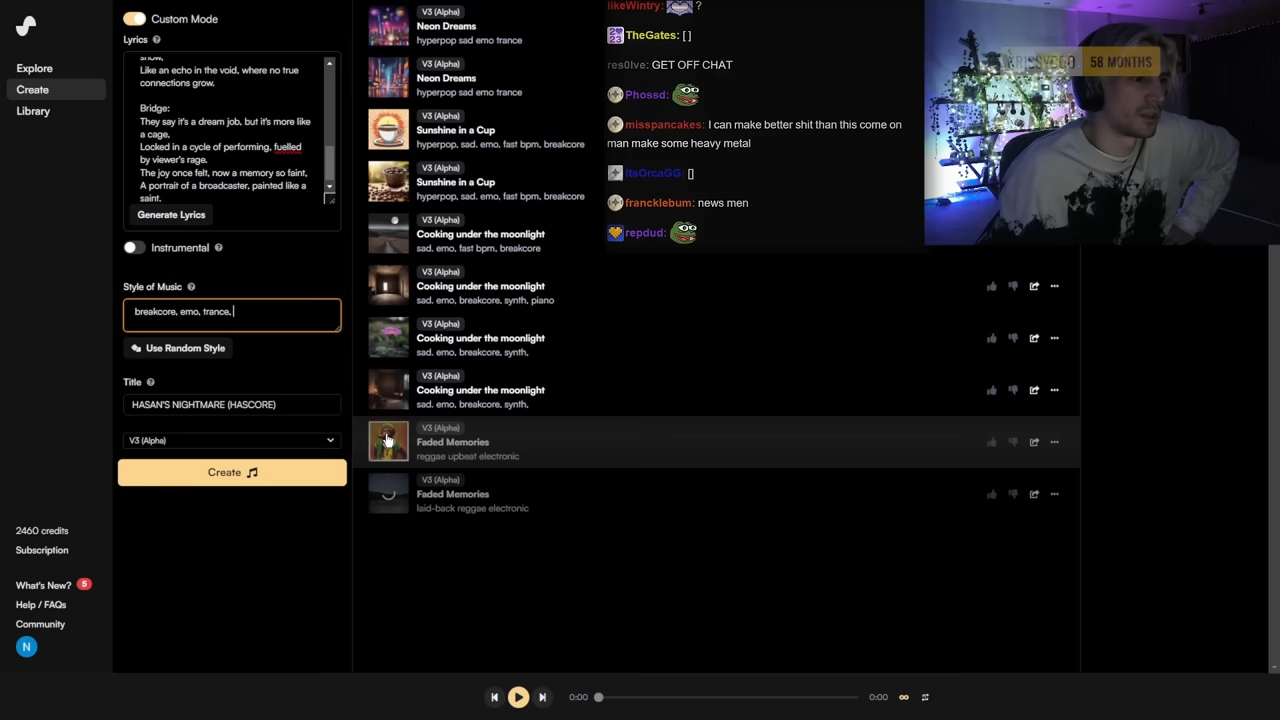 Explore
Create
Library
2460 credits
Subscription
What's New? 5
Help / FAQs
Community
N
Custom Mode
Lyrics
Like an echo in the void, where no true
connections grow.
Bridge:
They say it's a dream job, but it's more like
a cage,
Locked in a cycle of performing, fuelled
by viewer's rage.
The joy once felt, now a memory so faint,
A portrait of a broadcaster, painted like a
saint.
Generate Lyrics
Instrumental
Style of Music
breakcore, emo, trance,
Use Random Style
Title
HASAN'S NIGHTMARE (HASCORE)
V3 (Alpha)
Create
V3 (Alpha)
Neon Dreams
hyperpop sad emo trance
V3 (Alpha)
Neon Dreams
hyperpop sad emo trance
V3 (Alpha)
Sunshine in a Cup
hyperpop, sad, emo, fast bpm, breakcore
V3 (Alpha)
Sunshine in a Cup
hyperpop, sad, emo, fast bpm, breakcore
V3 (Alpha)
Cooking under the moonlight
sad, emo, fast bpm, breakcore
V3 (Alpha)
Cooking under the moonlight
sad, emo, breakcore, synth, piano
V3 (Alpha)
Cooking under the moonlight
sad, emo, breakcore, synth,
V3 (Alpha)
Cooking under the moonlight
sad, emo, breakcore, synth,
V3 (Alpha)
Faded Memories
reggae upbeat electronic
V3 (Alpha)
Faded Memories
laid-back reggae electronic
likeWintry: ?
TheGates: []
res0lve: GET OFF CHAT
Phossd:
misspancakes: I can make better shit than this come on
man make some heavy metal
ItsOrcaGG: []
francklebum: news men
repdud:
58 MONTHS
0:00
0:00